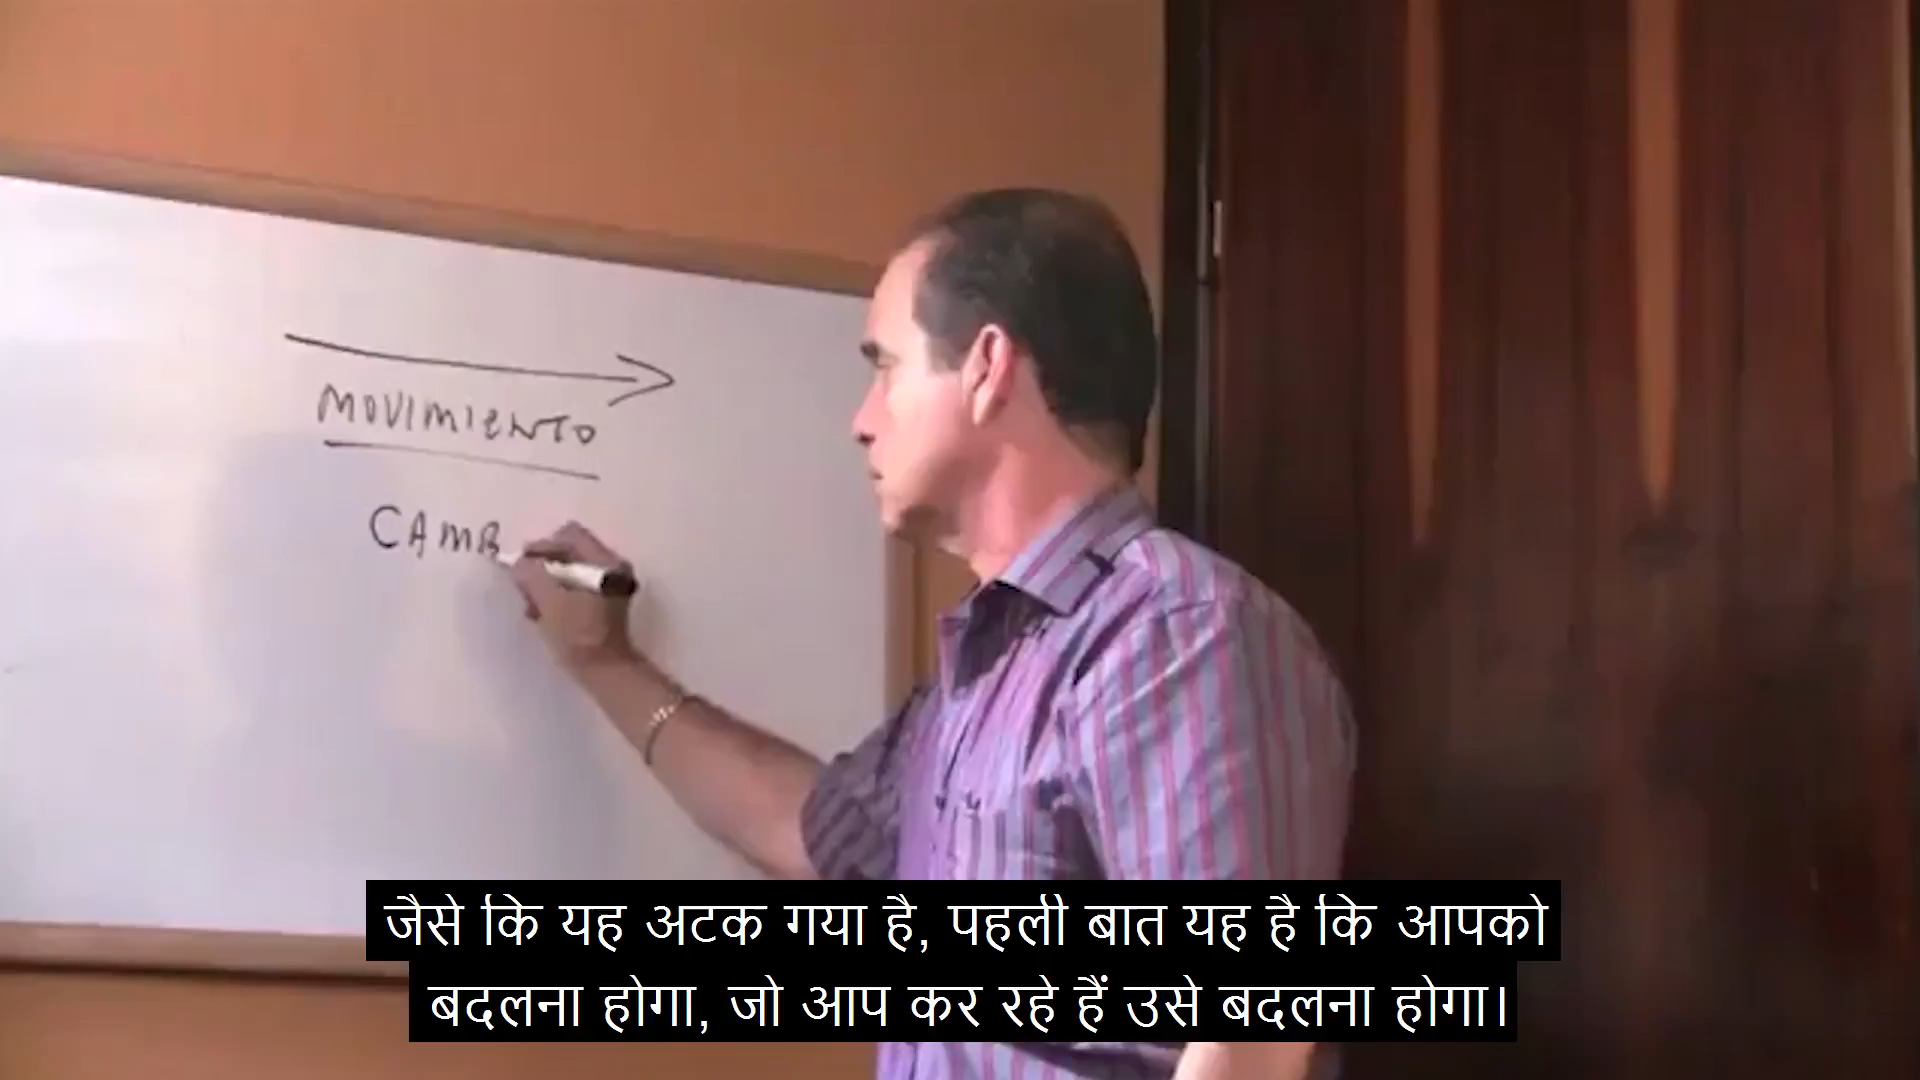 MOVIMIENTO
CAMB
जैसे कि यह अटक गया है, पहली बात यह है कि आपको
बदलना होगा, जो आप कर रहे हैं उसे बदलना होगा।